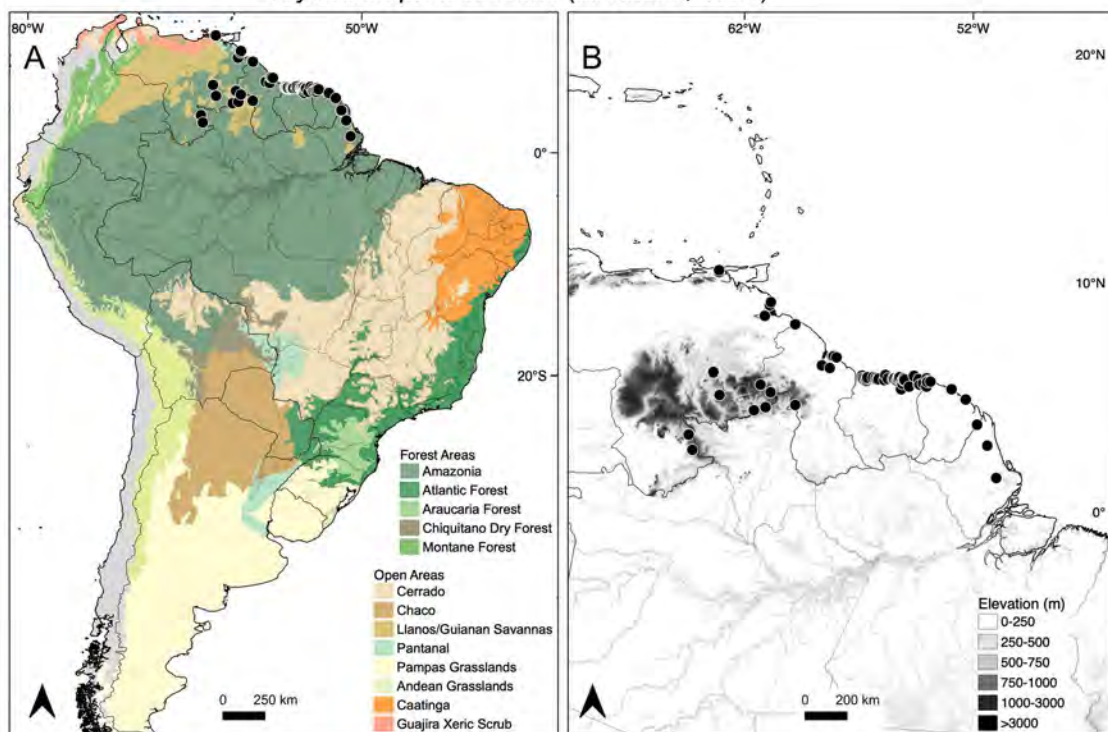 80°W
50°W
A
0°
20°S
Forest Areas
Amazonia
Atlantic Forest
Araucaria Forest
Chiquitano Dry Forest
Montane Forest
Open Areas
Cerrado
Chaco
Llanos/Guianan Savannas
Pantanal
Pampas Grasslands
Andean Grasslands
Caatinga
Guajira Xeric Scrub
0 250 km
62°W
52°W
B
20°N
10°N
0°
Elevation (m)
0-250
250-500
500-750
750-1000
1000-3000
>3000
0 200 km